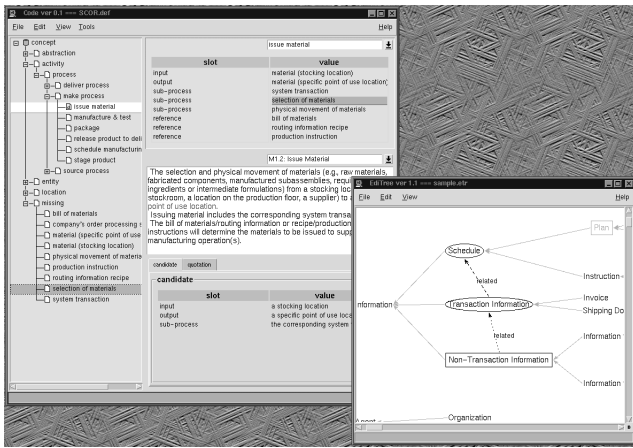 Code ver 0.1 === SCOR.def
File Edit View Tools Help
concept
abstraction
activity
process
deliver process
make process
issue material
manufacture & test
package
release product to deli
schedule manufacturin
stage product
source process
entity
location
missing
bill of materials
company's order processing s
material (specific point of use
material (stocking location)
physical movement of materia
production instruction
routing information recipe
selection of materials
system transaction
issue material
slot value
input material (stocking location)
output material (specific point of use location)
sub-process system transaction
sub-process selection of materials
sub-process physical movement of materials
reference bill of materials
reference routing information recipe
reference production instruction
M1.2: Issue Material
The selection and physical movement of materials (e.g., raw materials,
fabricated components, manufactured subassemblies, requi
ingredients or intermediate formulations) from a stocking loc
stockroom, a location on the production floor, a supplier) to a
point of use location.
Issuing material includes the corresponding system transa
The bill of materials/routing information or recipe/production
instructions will determine the materials to be issued to supp
manufacturing operation(s).
candidate quotation
candidate
slot value
input a stocking location
output a specific point of use loca
sub-process the corresponding system
EdiTree ver 1.1 === sample.etr
File Edit View Help
Plan
Schedule
related
Instruction
Invoice
nformation Transaction Information
Shipping Do
related
Information
Non-Transaction Information
Information
Organization